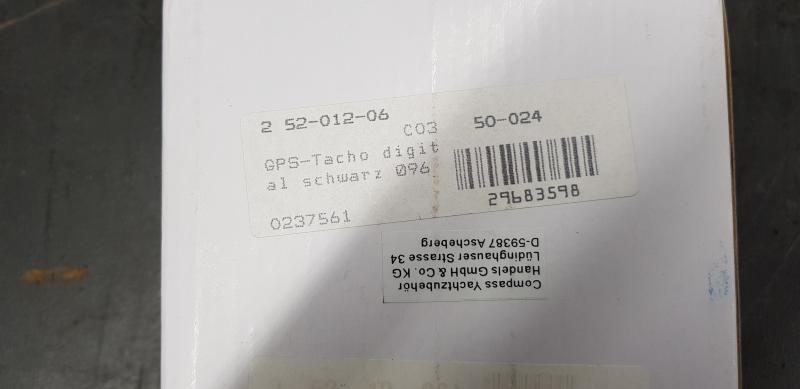 2 52-012-06 C03 50-024
GPS-Tacho digit
al schwarz 096
29683598
0237561
Compass Yachtzubehör
Handels GmbH & Co. KG
Lüdinghauser Strasse 34
D-59387 Ascheberg